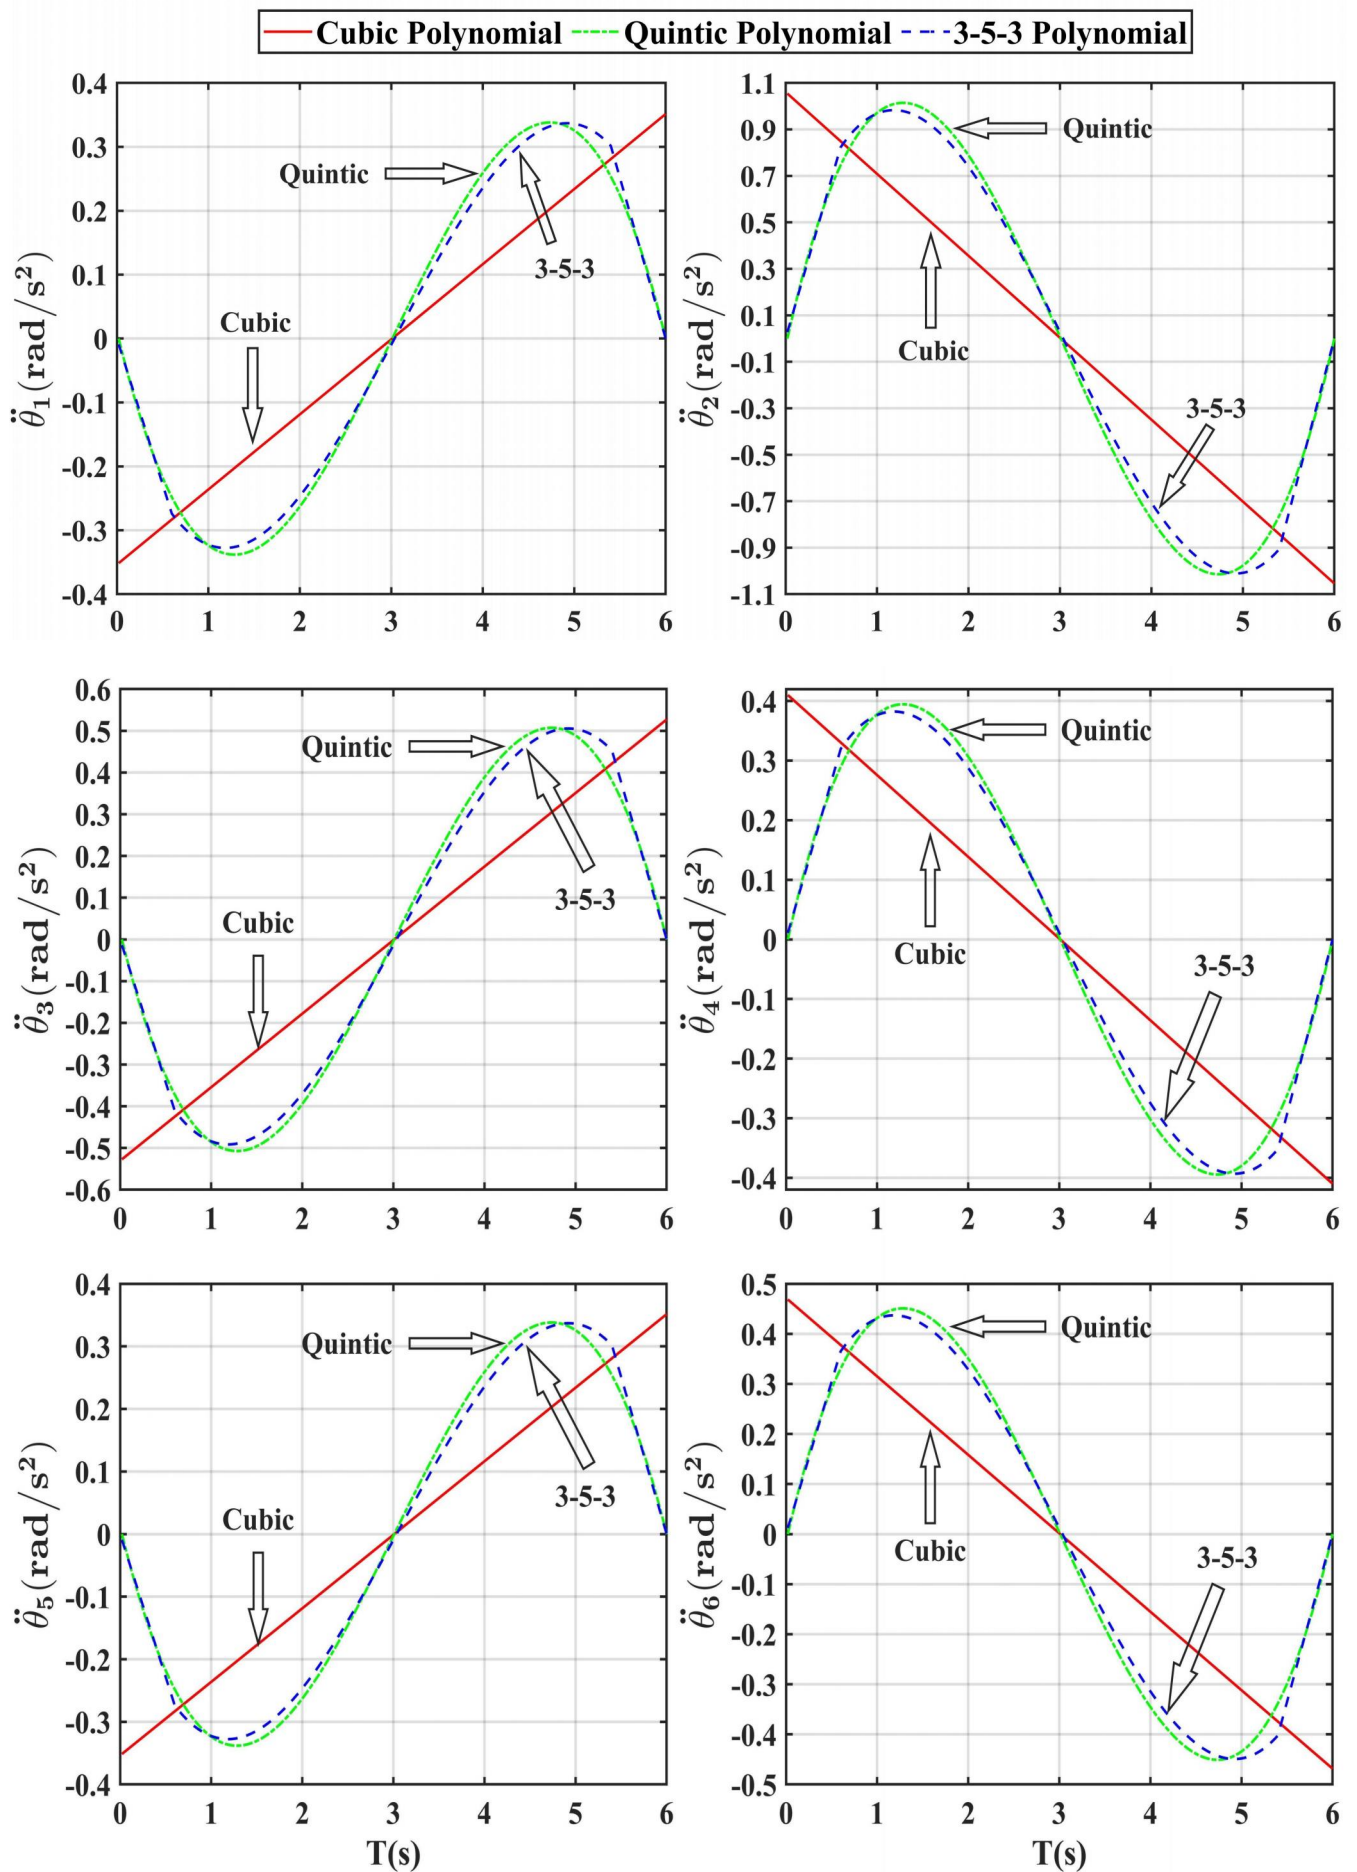 Cubic Polynomial Quintic Polynomial 3-5-3 Polynomial
0.4
0.3
0.2
0.1
0
-0.1
-0.2
-0.3
-0.4
0 1 2 3 4 5 6
θ̈₁(rad/s²)
Quintic
3-5-3
Cubic
1.1
0.9
0.7
0.5
0.3
0.1
-0.1
-0.3
-0.5
-0.7
-0.9
-1.1
0 1 2 3 4 5 6
θ̈₂(rad/s²)
Quintic
Cubic
3-5-3
0.6
0.5
0.4
0.3
0.2
0.1
0
-0.1
-0.2
-0.3
-0.4
-0.5
-0.6
0 1 2 3 4 5 6
θ̈₃(rad/s²)
Quintic
3-5-3
Cubic
0.4
0.3
0.2
0.1
0
-0.1
-0.2
-0.3
-0.4
0 1 2 3 4 5 6
θ̈₄(rad/s²)
Quintic
Cubic
3-5-3
0.4
0.3
0.2
0.1
0
-0.1
-0.2
-0.3
-0.4
0 1 2 3 4 5 6
θ̈₅(rad/s²)
Quintic
3-5-3
Cubic
T(s)
0.5
0.4
0.3
0.2
0.1
0
-0.1
-0.2
-0.3
-0.4
-0.5
0 1 2 3 4 5 6
θ̈₆(rad/s²)
Quintic
Cubic
3-5-3
T(s)